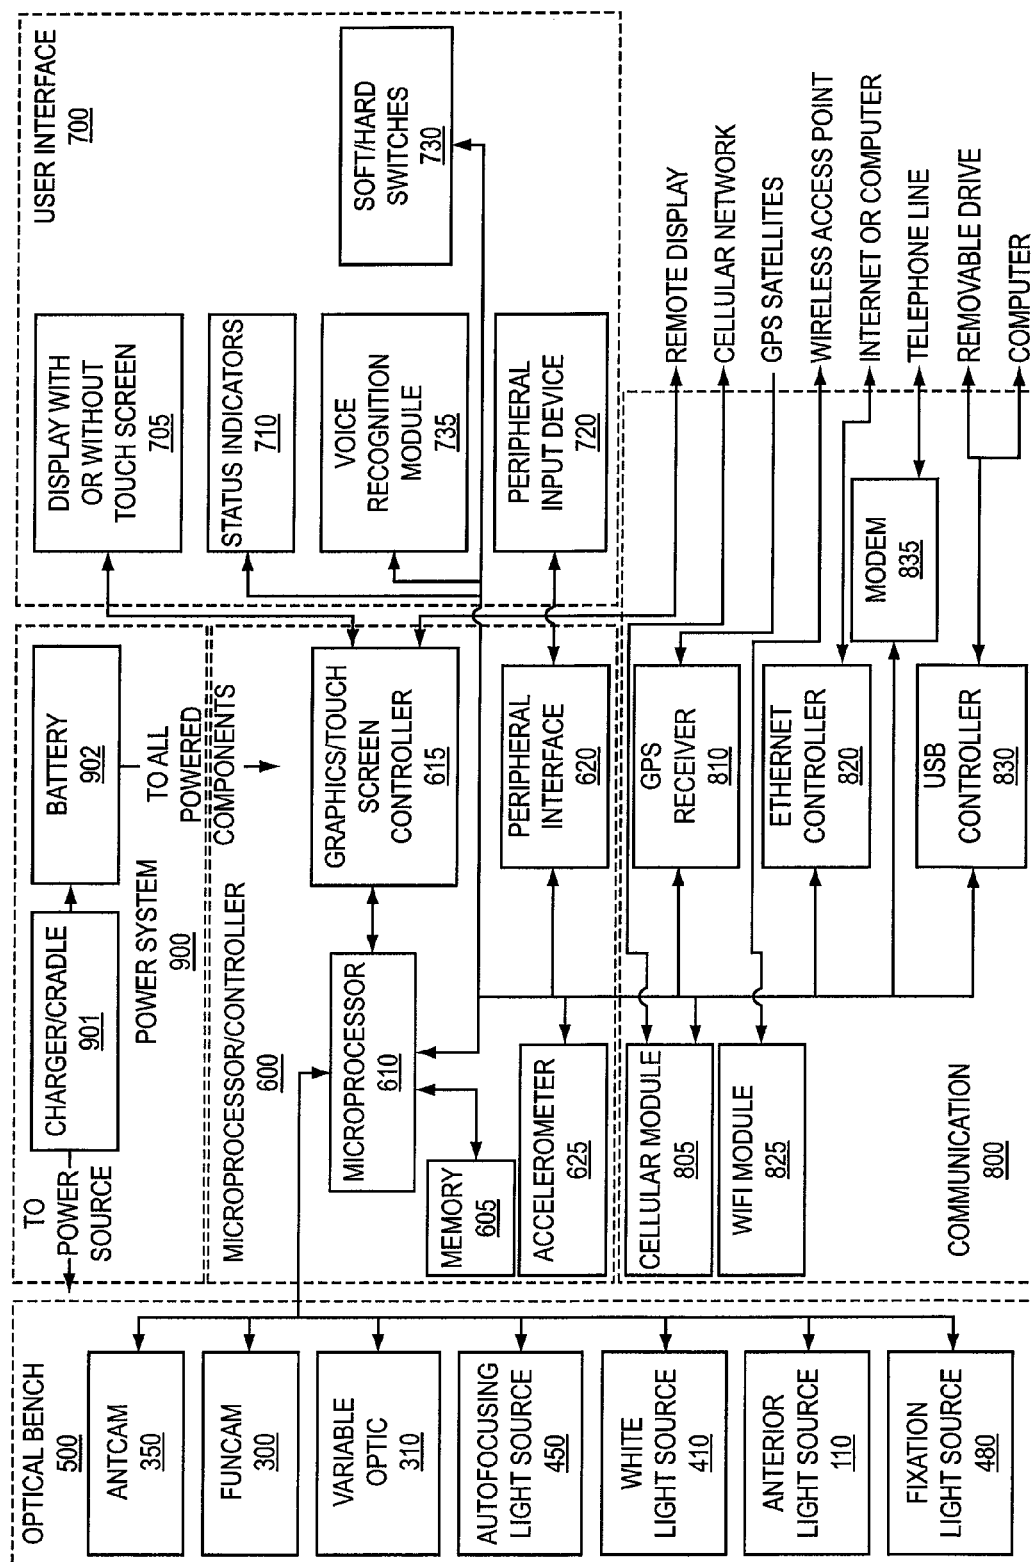 OPTICAL BENCH
500
ANTCAM
350
FUNCAM
300
VARIABLE
OPTIC
310
AUTOFOCUSING
LIGHT SOURCE
450
WHITE
LIGHT SOURCE
410
ANTERIOR
LIGHT SOURCE
110
FIXATION
LIGHT SOURCE
480
TO
POWER
SOURCE
CHARGER/CRADLE
901
BATTERY
902
POWER SYSTEM
900
TO ALL
POWERED
COMPONENTS
MICROPROCESSOR/CONTROLLER
600
MICROPROCESSOR
610
MEMORY
605
GRAPHICS/TOUCH
SCREEN
CONTROLLER
615
ACCELEROMETER
625
PERIPHERAL
INTERFACE
620
USER INTERFACE
700
DISPLAY WITH
OR WITHOUT
TOUCH SCREEN
705
STATUS INDICATORS
710
VOICE
RECOGNITION
MODULE
735
PERIPHERAL
INPUT DEVICE
720
SOFT/HARD
SWITCHES
730
CELLULAR MODULE
805
WIFI MODULE
825
COMMUNICATION
800
GPS
RECEIVER
810
ETHERNET
CONTROLLER
820
USB
CONTROLLER
830
MODEM
835
REMOTE DISPLAY
CELLULAR NETWORK
GPS SATELLITES
WIRELESS ACCESS POINT
INTERNET OR COMPUTER
TELEPHONE LINE
REMOVABLE DRIVE
COMPUTER